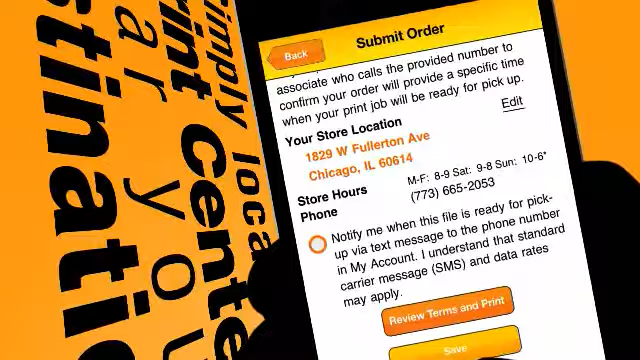 simply loca
rint Cente
ar you
stinatio
Back
Submit Order
associate who calls the provided number to
confirm your order will provide a specific time
when your print job will be ready for pick up.
Edit
Your Store Location
1829 W Fullerton Ave
Chicago, IL 60614
Store Hours
M-F: 8-9 Sat: 9-8 Sun: 10-6*
Phone
(773) 665-2053
Notify me when this file is ready for pick-
up via text message to the phone number
in My Account. I understand that standard
carrier message (SMS) and data rates
may apply.
Review Terms and Print
Save